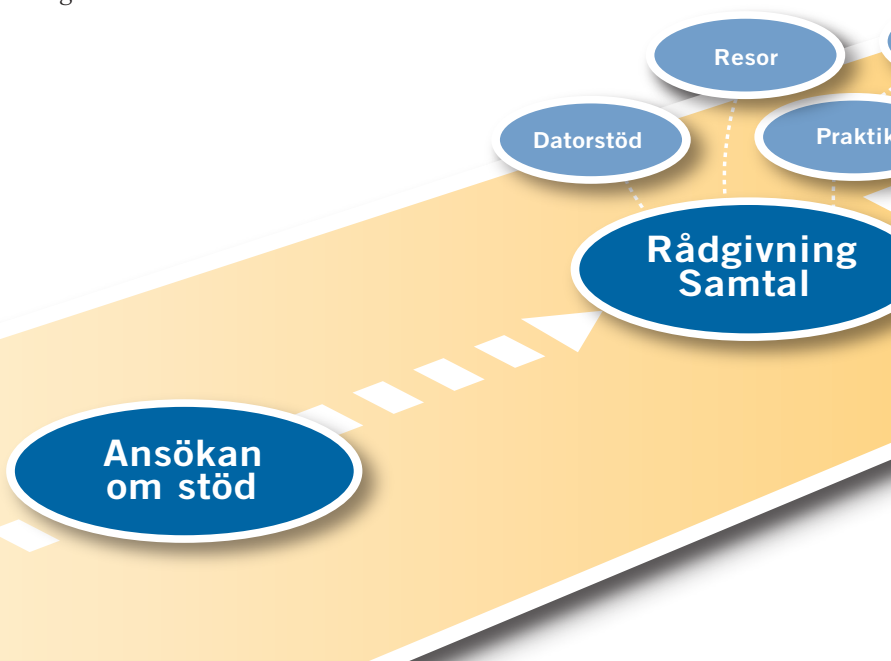 Resor
Datorstöd
Praktik
Rådgivning
Samtal
Ansökan
om stöd